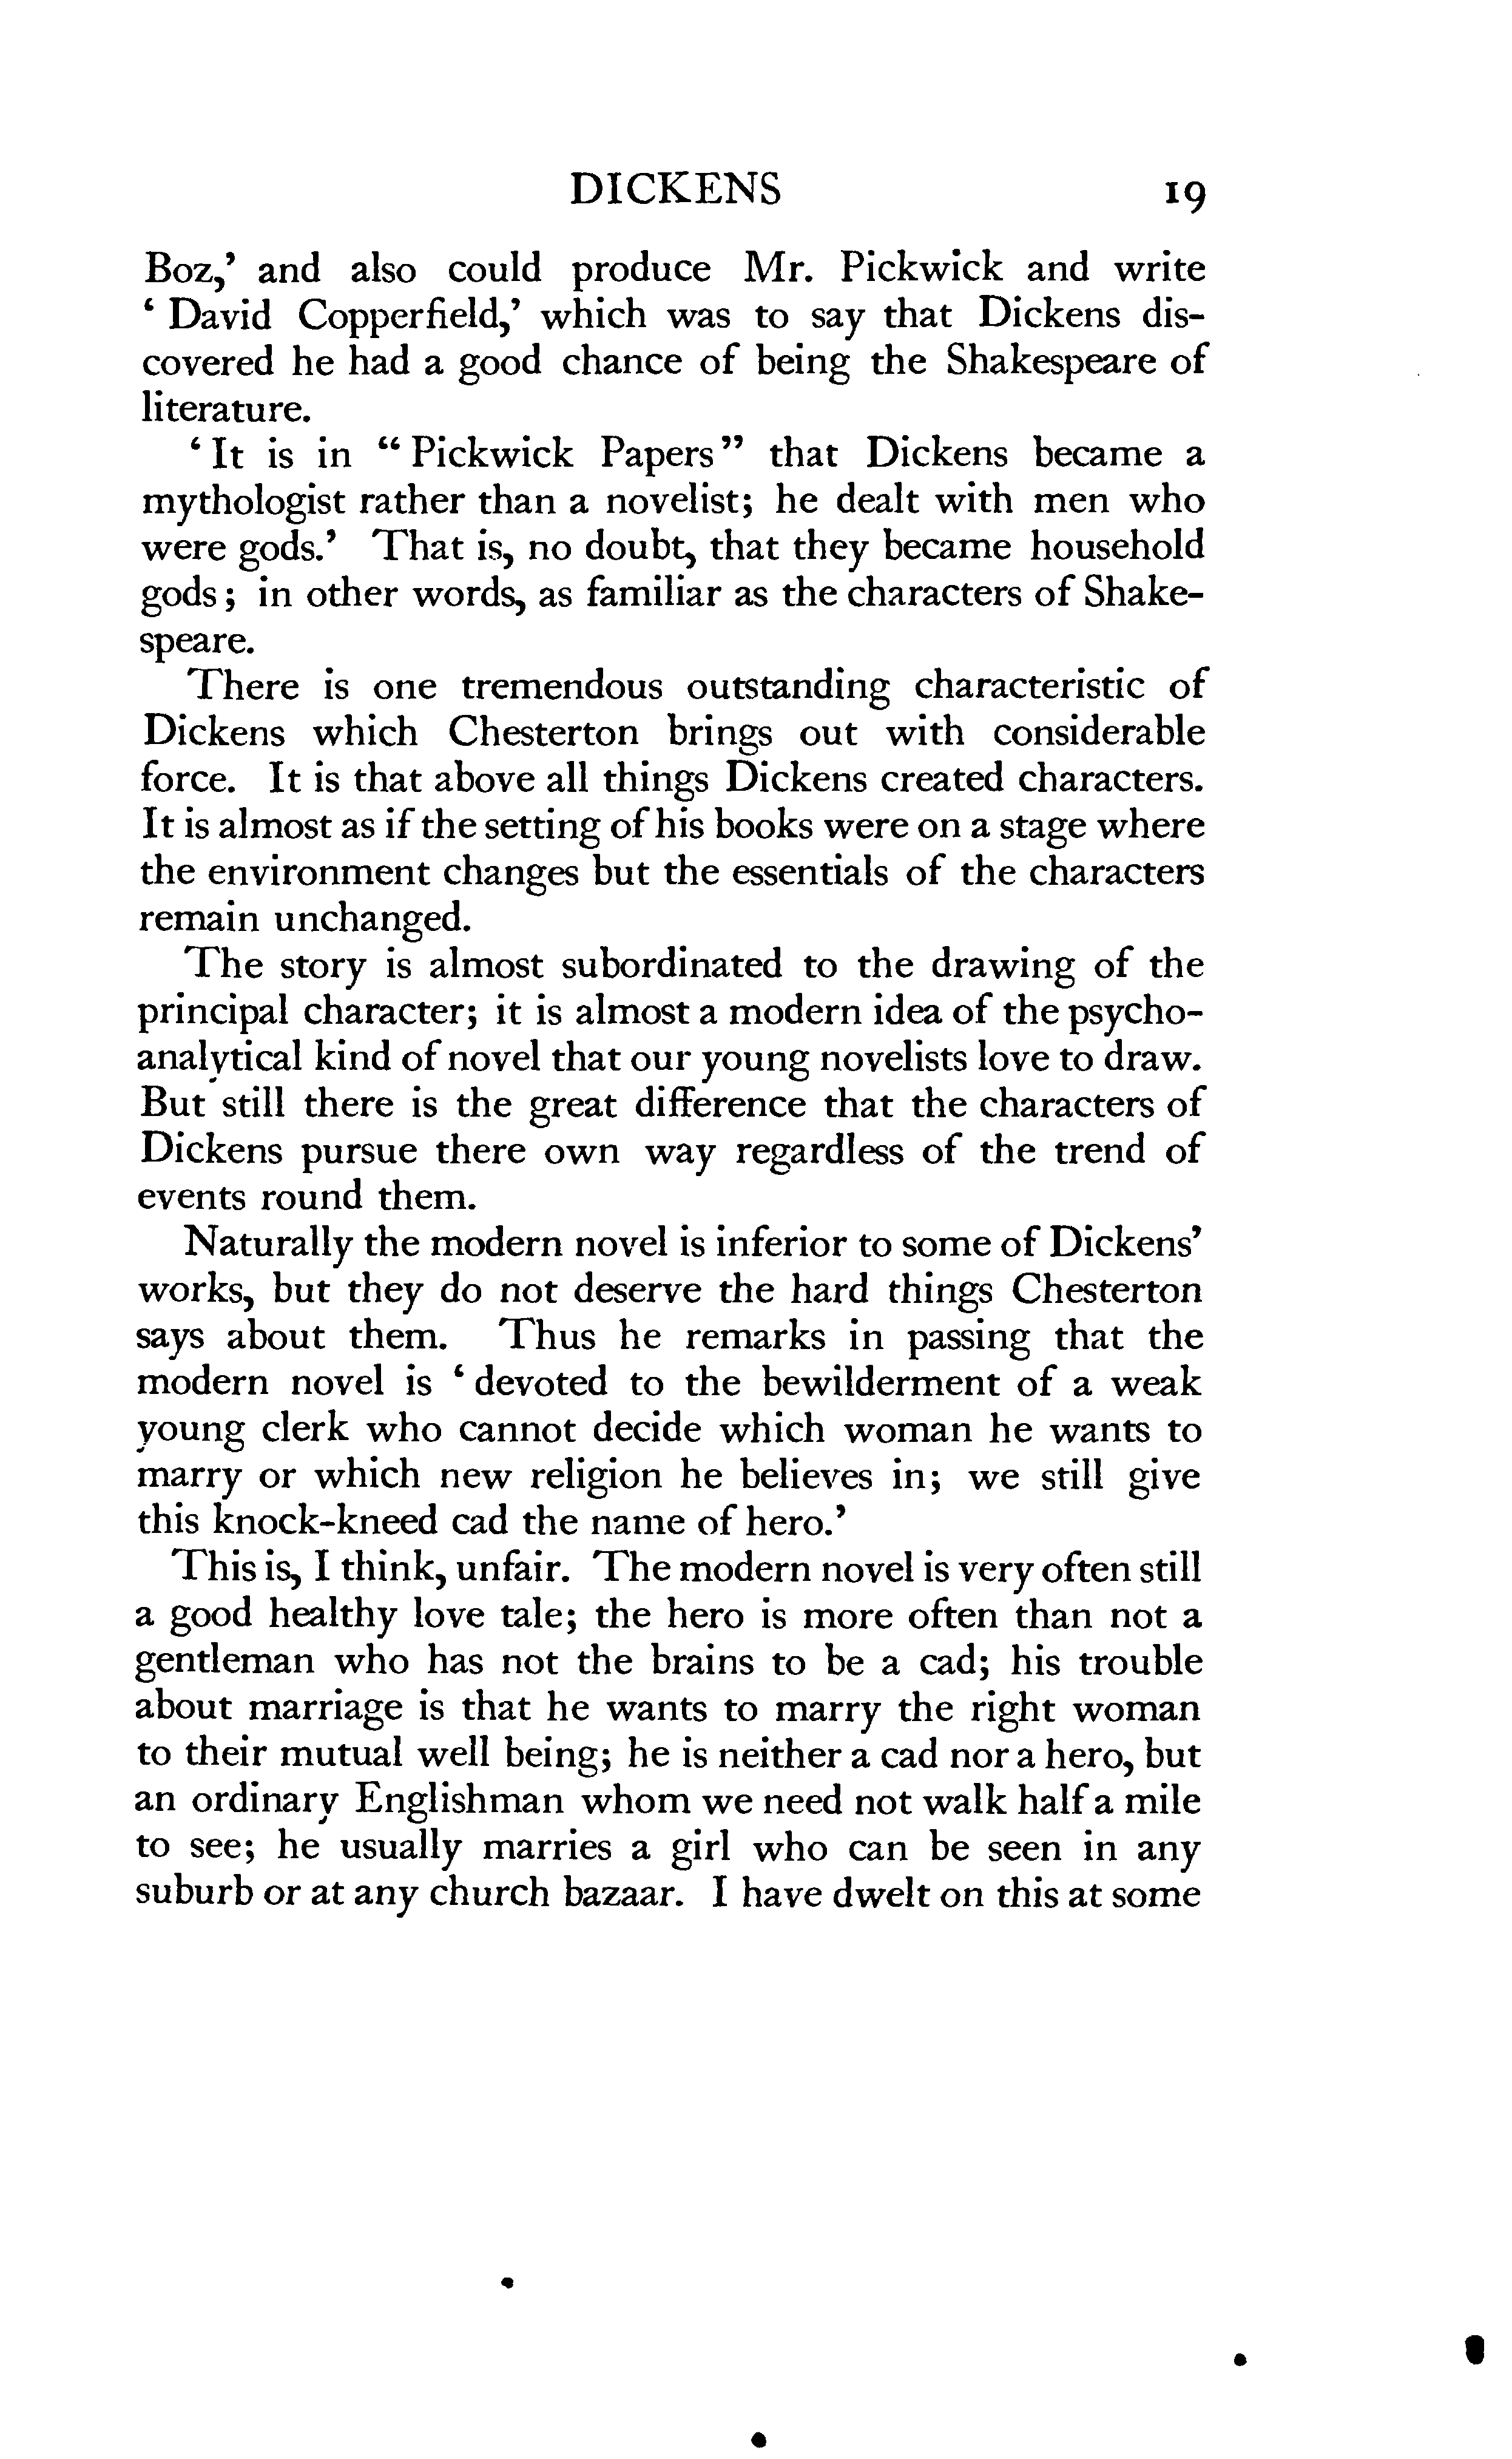 DICKENS 19
Boz,’ and also could produce Mr. Pickwick and write
‘ David Copperfield,’ which was to say that Dickens dis-
covered he had a good chance of being the Shakespeare of
literature.
‘ It is in “ Pickwick Papers ” that Dickens became a
mythologist rather than a novelist; he dealt with men who
were gods.’ That is, no doubt, that they became household
gods ; in other words, as familiar as the characters of Shake-
speare.
There is one tremendous outstanding characteristic of
Dickens which Chesterton brings out with considerable
force. It is that above all things Dickens created characters.
It is almost as if the setting of his books were on a stage where
the environment changes but the essentials of the characters
remain unchanged.
The story is almost subordinated to the drawing of the
principal character; it is almost a modern idea of the psycho-
analytical kind of novel that our young novelists love to draw.
But still there is the great difference that the characters of
Dickens pursue there own way regardless of the trend of
events round them.
Naturally the modern novel is inferior to some of Dickens’
works, but they do not deserve the hard things Chesterton
says about them. Thus he remarks in passing that the
modern novel is ‘ devoted to the bewilderment of a weak
young clerk who cannot decide which woman he wants to
marry or which new religion he believes in; we still give
this knock-kneed cad the name of hero.’
This is, I think, unfair. The modern novel is very often still
a good healthy love tale; the hero is more often than not a
gentleman who has not the brains to be a cad; his trouble
about marriage is that he wants to marry the right woman
to their mutual well being; he is neither a cad nor a hero, but
an ordinary Englishman whom we need not walk half a mile
to see; he usually marries a girl who can be seen in any
suburb or at any church bazaar. I have dwelt on this at some